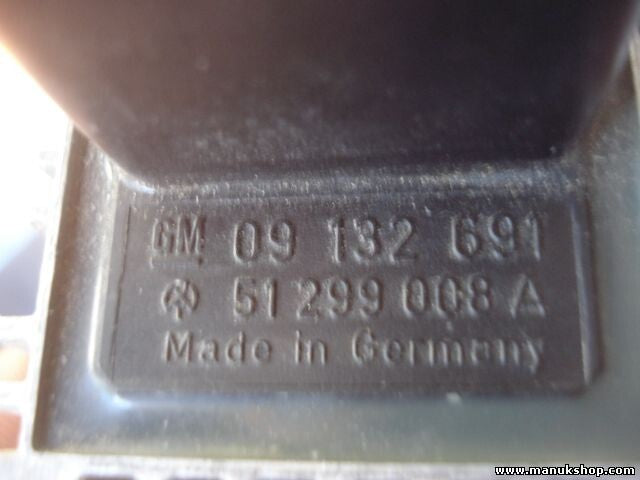 GM 09 132 691
51 299 008 A
Made in Germany
www.manukshop.com